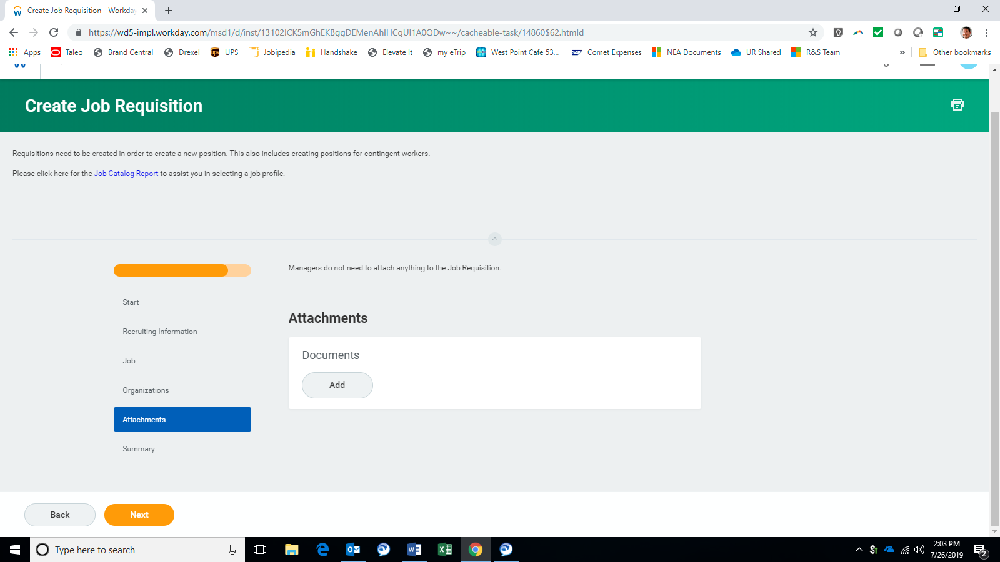 Create Job Requisition - Workda
https://wd5-impl.workday.com/msd1/d/inst/13102!CK5mGhEKBggDEMenAhIHCgUI1A0QDw~~/cacheable-task/14860$62.htmld
Apps Taleo Brand Central Drexel UPS Jobipedia Handshake Elevate It my eTrip West Point Cafe 53... Comet Expenses NEA Documents UR Shared R&S Team » Other bookmarks
Create Job Requisition
Requisitions need to be created in order to create a new position. This also includes creating positions for contingent workers.
Please click here for the Job Catalog Report to assist you in selecting a job profile.
Managers do not need to attach anything to the Job Requisition.
Start
Recruiting Information
Job
Organizations
Attachments
Summary
Attachments
Documents
Add
Back Next
Type here to search
2:03 PM
7/26/2019
2